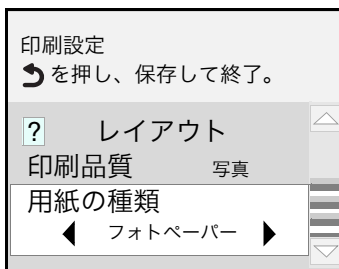 印刷設定
を押し、保存して終了。
? レイアウト
印刷品質 写真
用紙の種類
フォトペーパー